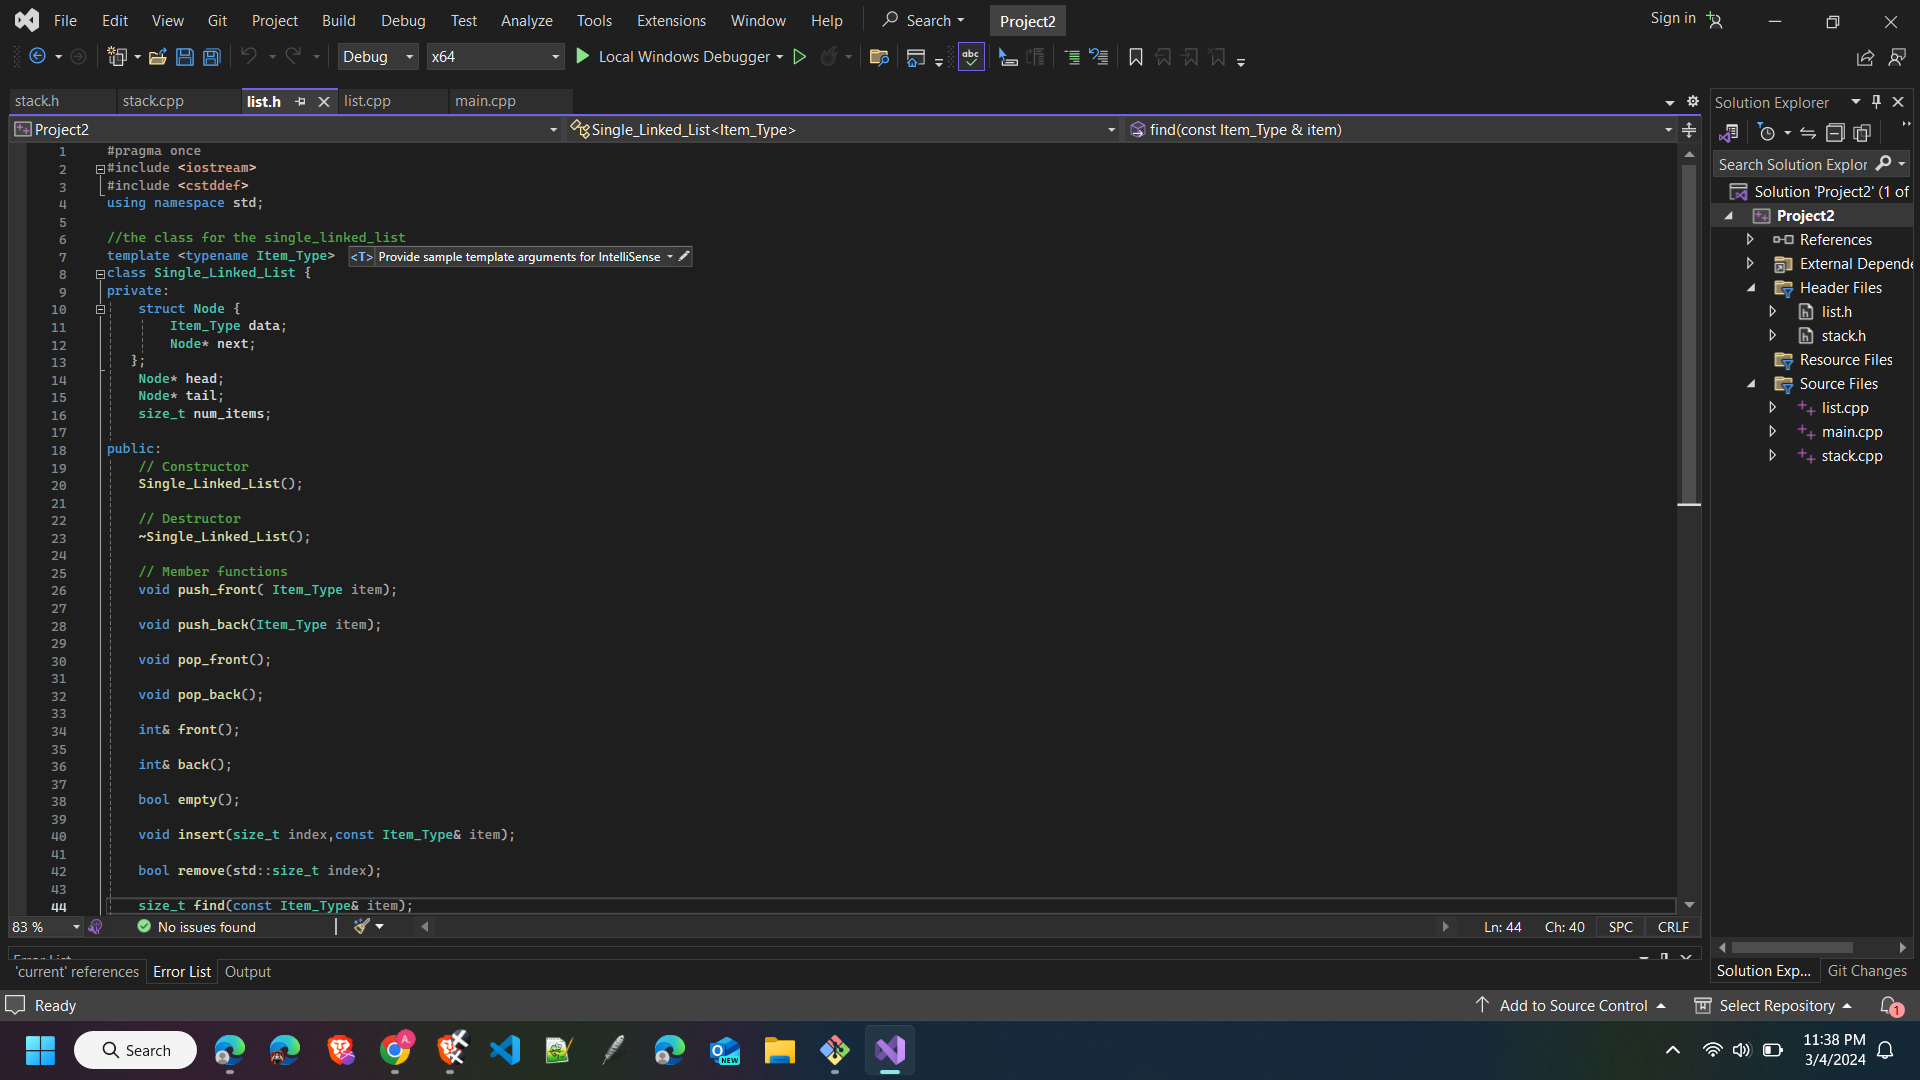 File Edit View Git Project Build Debug Test Analyze Tools Extensions Window Help Search Project2 Sign in
Debug x64 Local Windows Debugger abc
stack.h stack.cpp list.h list.cpp main.cpp
Project2 Single_Linked_List<Item_Type> find(const Item_Type & item)
1 #pragma once
2 #include <iostream>
3 #include <cstddef>
4 using namespace std;
5
6 //the class for the single_linked_list
7 template <typename Item_Type> <T> Provide sample template arguments for IntelliSense
8 class Single_Linked_List {
9 private:
10 struct Node {
11 Item_Type data;
12 Node* next;
13 };
14 Node* head;
15 Node* tail;
16 size_t num_items;
17
18 public:
19 // Constructor
20 Single_Linked_List();
21
22 // Destructor
23 ~Single_Linked_List();
24
25 // Member functions
26 void push_front( Item_Type item);
27
28 void push_back(Item_Type item);
29
30 void pop_front();
31
32 void pop_back();
33
34 int& front();
35
36 int& back();
37
38 bool empty();
39
40 void insert(size_t index,const Item_Type& item);
41
42 bool remove(std::size_t index);
43
44 size_t find(const Item_Type& item);
83 % No issues found Ln: 44 Ch: 40 SPC CRLF
Error List
'current' references Error List Output
Solution Explorer
Search Solution Explor
Solution 'Project2' (1 of
Project2
References
External Depende
Header Files
list.h
stack.h
Resource Files
Source Files
list.cpp
main.cpp
stack.cpp
Solution Exp... Git Changes
Ready Add to Source Control Select Repository 1
Search A NEW 11:38 PM
3/4/2024